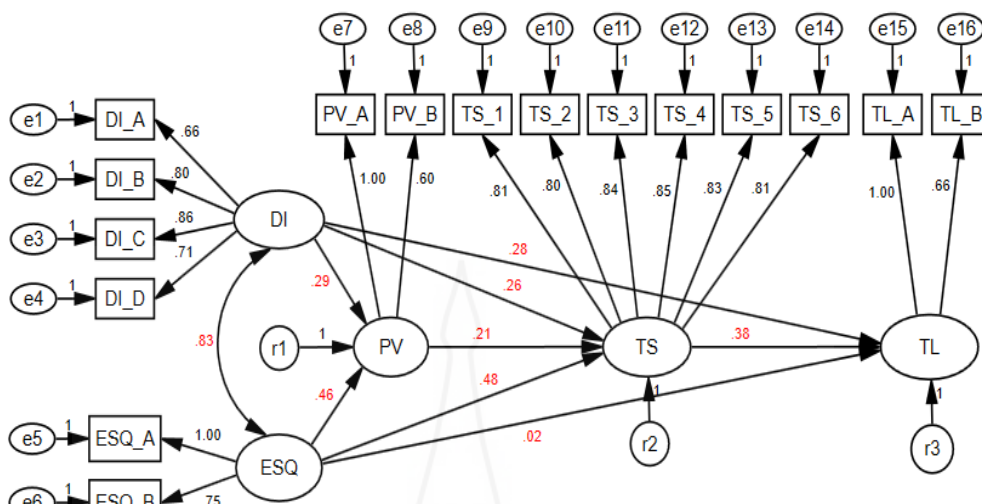 e7 e8 e9 e10 e11 e12 e13 e14 e15 e16
1 1 1 1 1 1 1 1 1 1
PV_A PV_B TS_1 TS_2 TS_3 TS_4 TS_5 TS_6 TL_A TL_B
e1 1 DI_A .66
e2 1 DI_B .80
e3 1 DI_C .86
e4 1 DI_D .71
1.00 .60 .81 .80 .84 .85 .83 .81 1.00 .66
DI
.28
.29 .26
.83
r1 1 PV .21 TS .38 TL
.46 .48 1 1
.02
r2 r3
e5 1 ESQ_A 1.00
ESQ
e6 1 ESQ_B .75